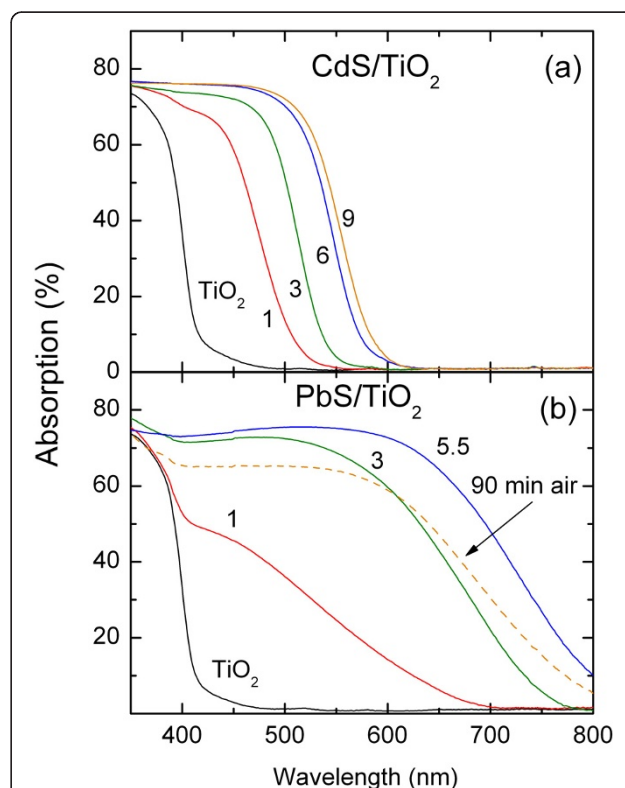 CdS/TiO₂
(a)
80
60
40
20
0
TiO₂
1
3
6
9
Absorption (%)
PbS/TiO₂
(b)
80
60
40
20
TiO₂
1
3
5.5
90 min air
400 500 600 700 800
Wavelength (nm)